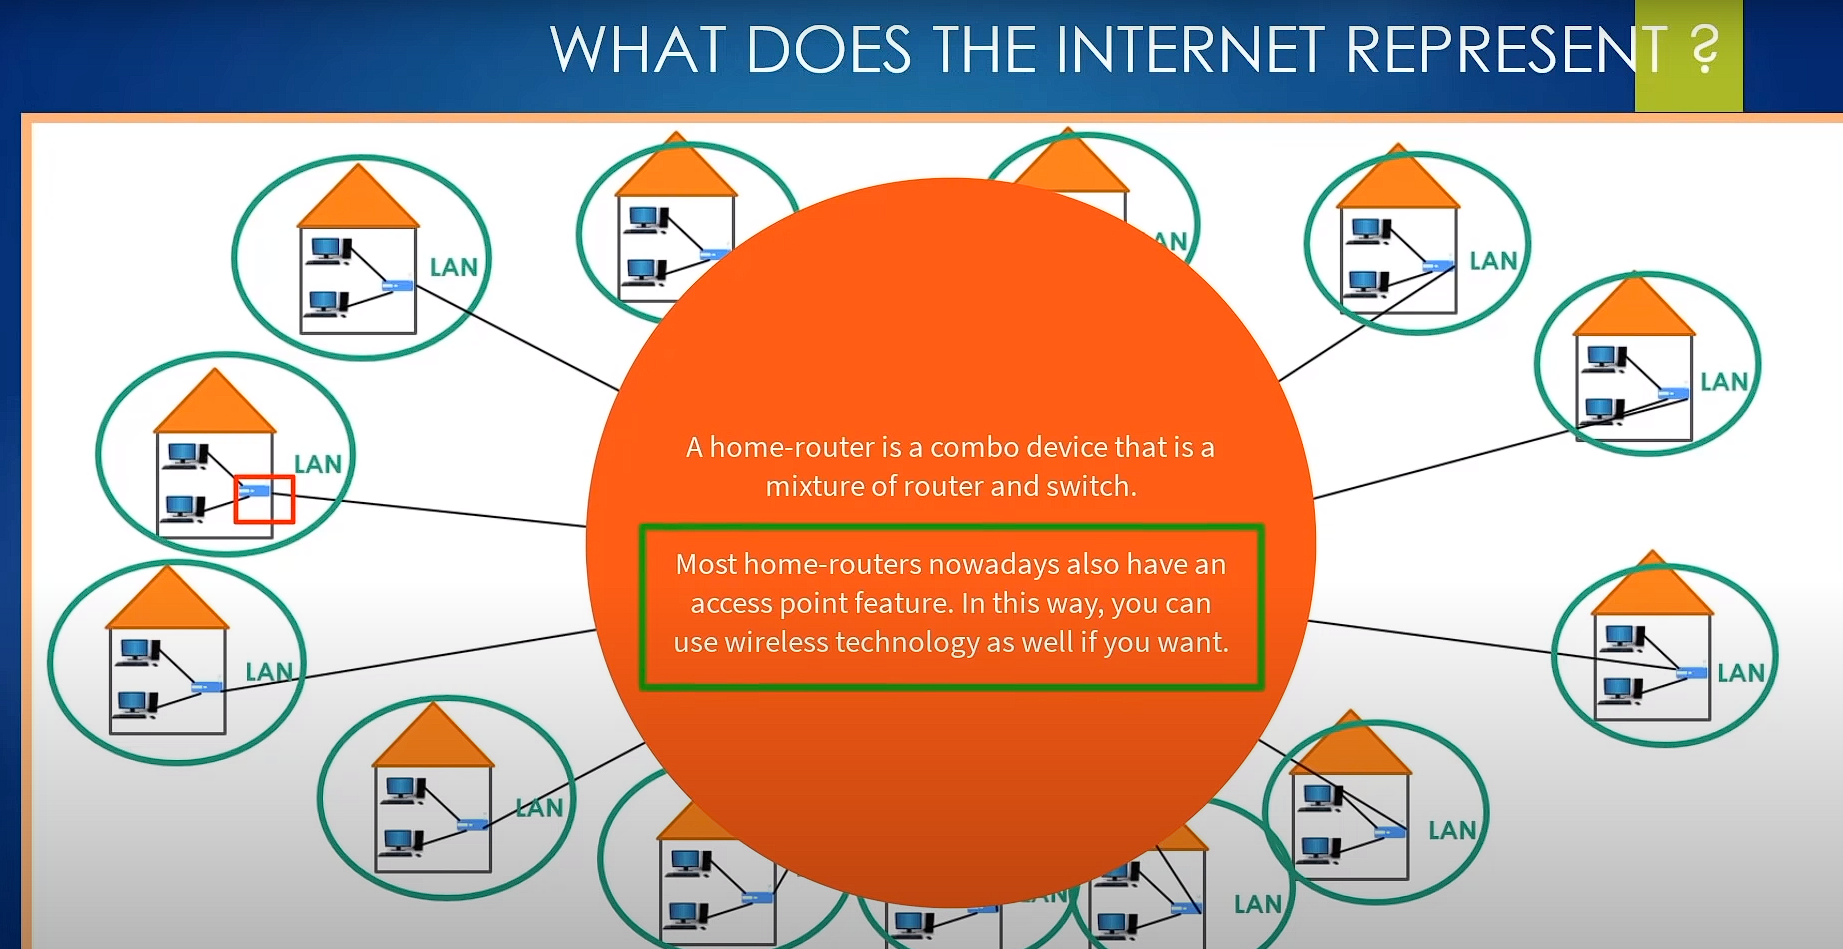 WHAT DOES THE INTERNET REPRESENT ?
LAN
LAN
LAN
LAN
LAN
A home-router is a combo device that is a
mixture of router and switch.
Most home-routers nowadays also have an
access point feature. In this way, you can
use wireless technology as well if you want.
LAN
LAN
LAN
LAN
LAN